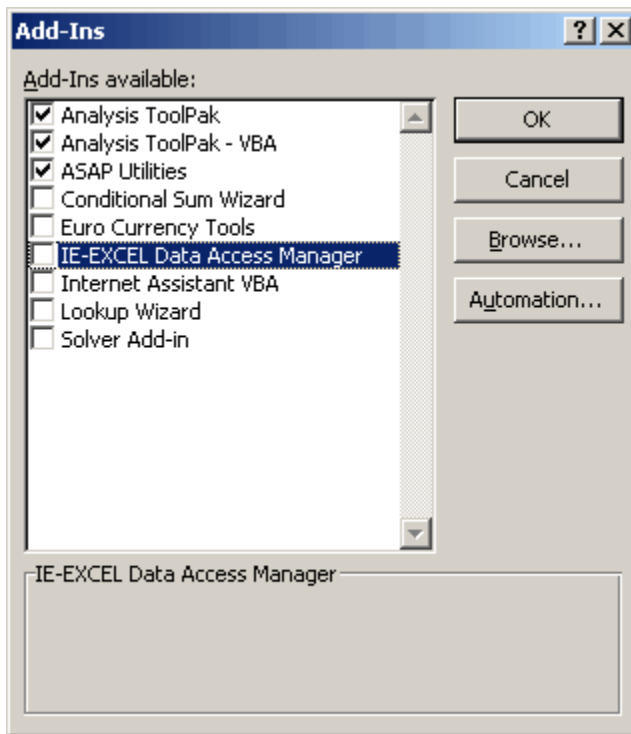 Add-Ins
Add-Ins available:
Analysis ToolPak
Analysis ToolPak - VBA
ASAP Utilities
Conditional Sum Wizard
Euro Currency Tools
IE-EXCEL Data Access Manager
Internet Assistant VBA
Lookup Wizard
Solver Add-in
OK
Cancel
Browse...
Automation...
IE-EXCEL Data Access Manager